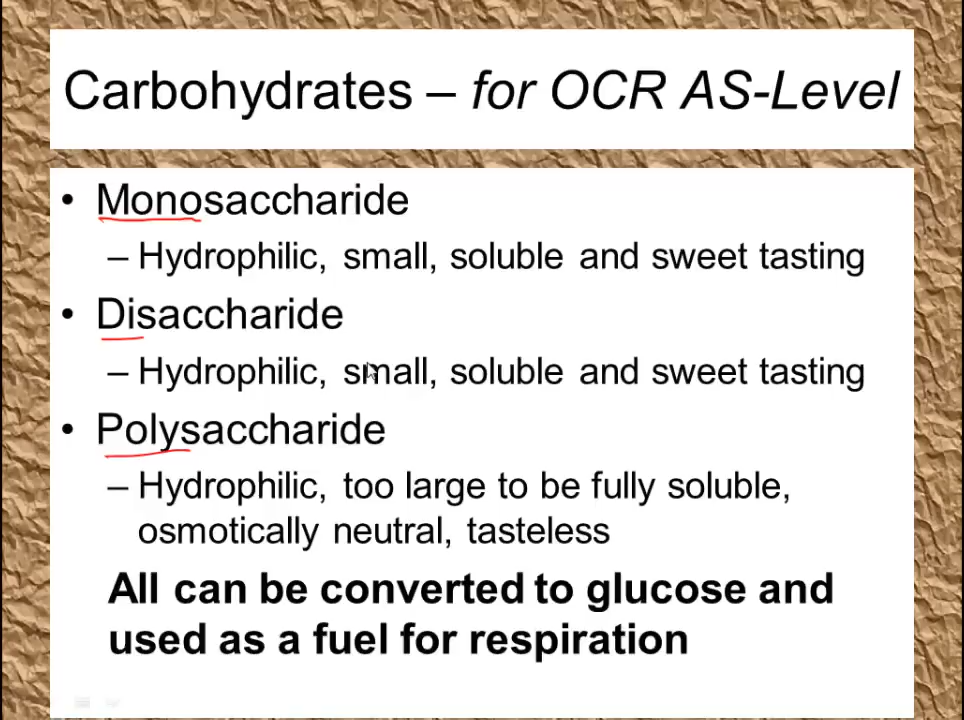 Carbohydrates – for OCR AS-Level
• Monosaccharide
– Hydrophilic, small, soluble and sweet tasting
• Disaccharide
– Hydrophilic, small, soluble and sweet tasting
• Polysaccharide
– Hydrophilic, too large to be fully soluble,
osmotically neutral, tasteless
All can be converted to glucose and
used as a fuel for respiration